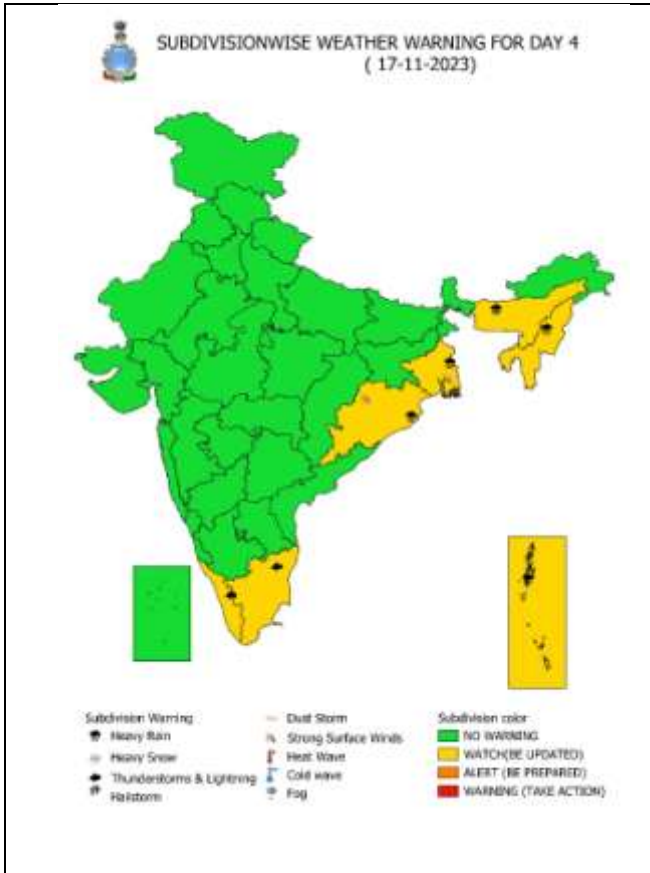 SUBDIVISIONWISE WEATHER WARNING FOR DAY 4
( 17-11-2023)
Subdivision Warning
Heavy Rain
Heavy Snow
Thunderstorms & Lightning
Hailstorm
Dust Storm
Strong Surface Winds
Heat Wave
Cold wave
Fog
Subdivision color
NO WARNING
WATCH(BE UPDATED)
ALERT (BE PREPARED)
WARNING (TAKE ACTION)